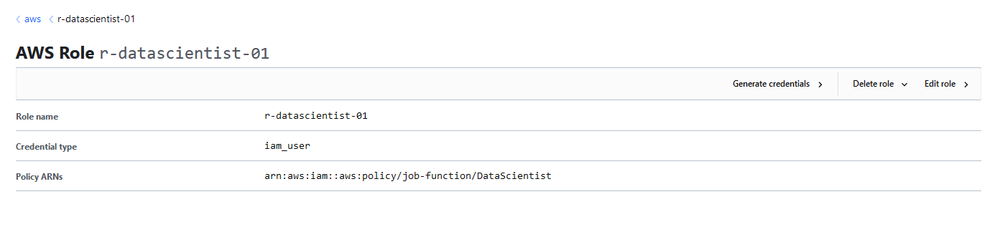 aws r-datascientist-01
AWS Role r-datascientist-01
Generate credentials Delete role Edit role
Role name r-datascientist-01
Credential type iam_user
Policy ARNs arn:aws:iam::aws:policy/job-function/DataScientist